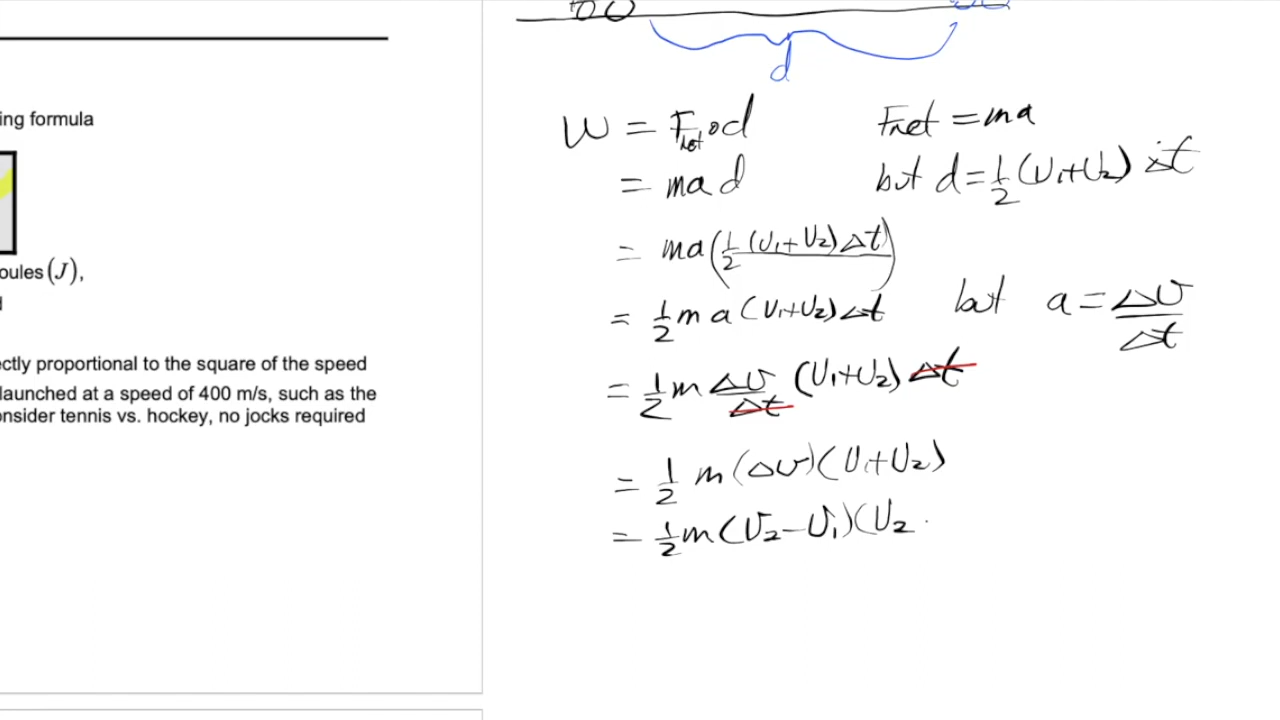 ing formula
oules (J),
ectly proportional to the square of the speed
launched at a speed of 400 m/s, such as the
onsider tennis vs. hockey, no jocks required
d
W = Fnet • d
Fnet = ma
= mad
but d = 1/2 (v₁+v₂) Δt
= ma(1/2 (v₁+v₂)Δt)
= 1/2 m a (v₁+v₂) Δt
but a = Δv/Δt
= 1/2 m Δv/Δt (v₁+v₂) Δt
= 1/2 m (Δv)(v₁+v₂)
= 1/2 m (v₂-v₁)(v₂